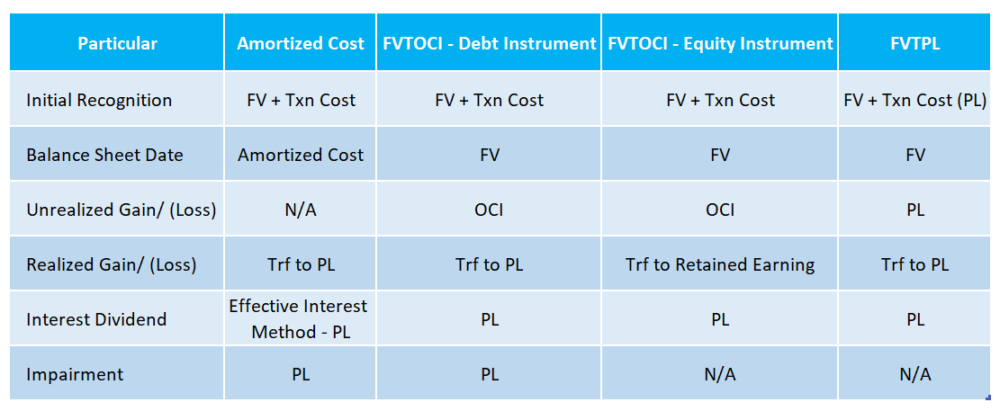 Particular Amortized Cost FVTOCI - Debt Instrument FVTOCI - Equity Instrument FVTPL
Initial Recognition FV + Txn Cost FV + Txn Cost FV + Txn Cost FV + Txn Cost (PL)
Balance Sheet Date Amortized Cost FV FV FV
Unrealized Gain/ (Loss) N/A OCI OCI PL
Realized Gain/ (Loss) Trf to PL Trf to PL Trf to Retained Earning Trf to PL
Interest Dividend Effective Interest Method - PL PL PL PL
Impairment PL PL N/A N/A